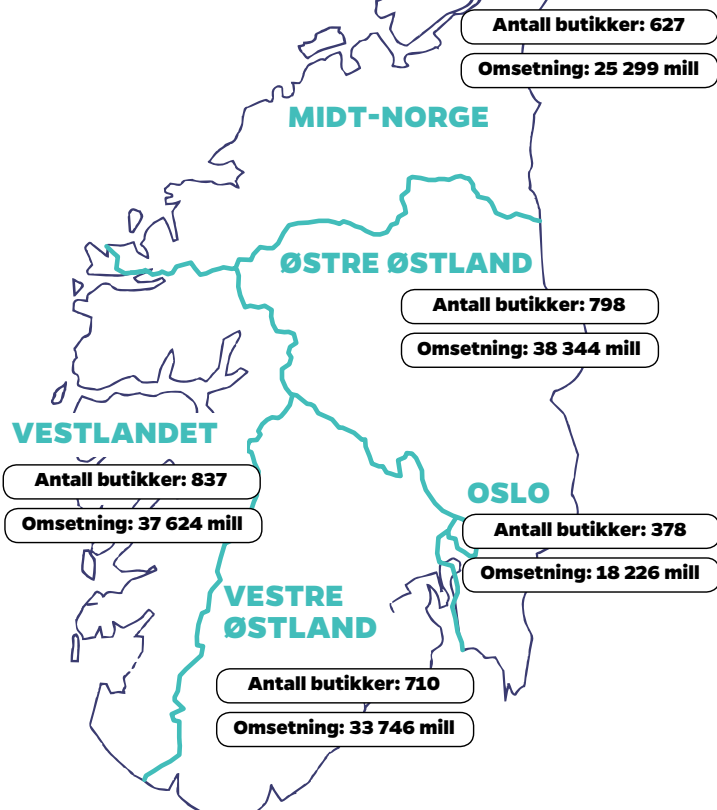 Antall butikker: 627
Omsetning: 25 299 mill
MIDT-NORGE
ØSTRE ØSTLAND
Antall butikker: 798
Omsetning: 38 344 mill
VESTLANDET
Antall butikker: 837
Omsetning: 37 624 mill
OSLO
Antall butikker: 378
Omsetning: 18 226 mill
VESTRE
ØSTLAND
Antall butikker: 710
Omsetning: 33 746 mill